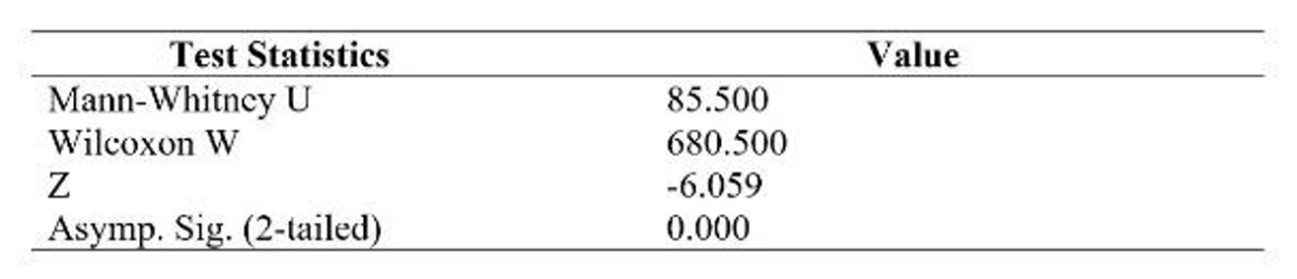 Test Statistics Value
Mann-Whitney U 85.500
Wilcoxon W 680.500
Z -6.059
Asymp. Sig. (2-tailed) 0.000